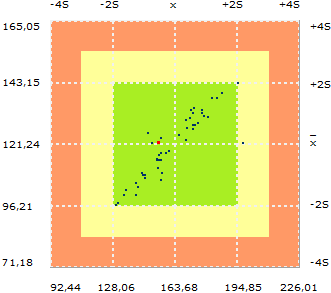 -4S -2S x +2S +4S
165,05 +4S
143,15 +2S
121,24 x̄
96,21 -2S
71,18 -4S
92,44 128,06 163,68 194,85 226,01